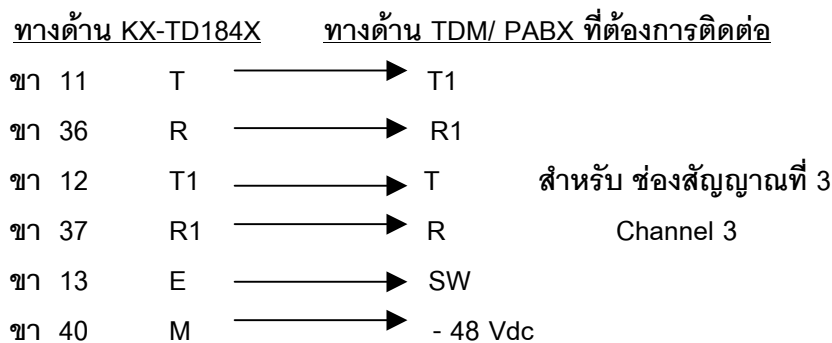 ทางด้าน KX-TD184X ทางด้าน TDM/ PABX ที่ต้องการติดต่อ
ขา 11 T T1
ขา 36 R R1
ขา 12 T1 T สำหรับ ช่องสัญญาณที่ 3
ขา 37 R1 R Channel 3
ขา 13 E SW
ขา 40 M - 48 Vdc